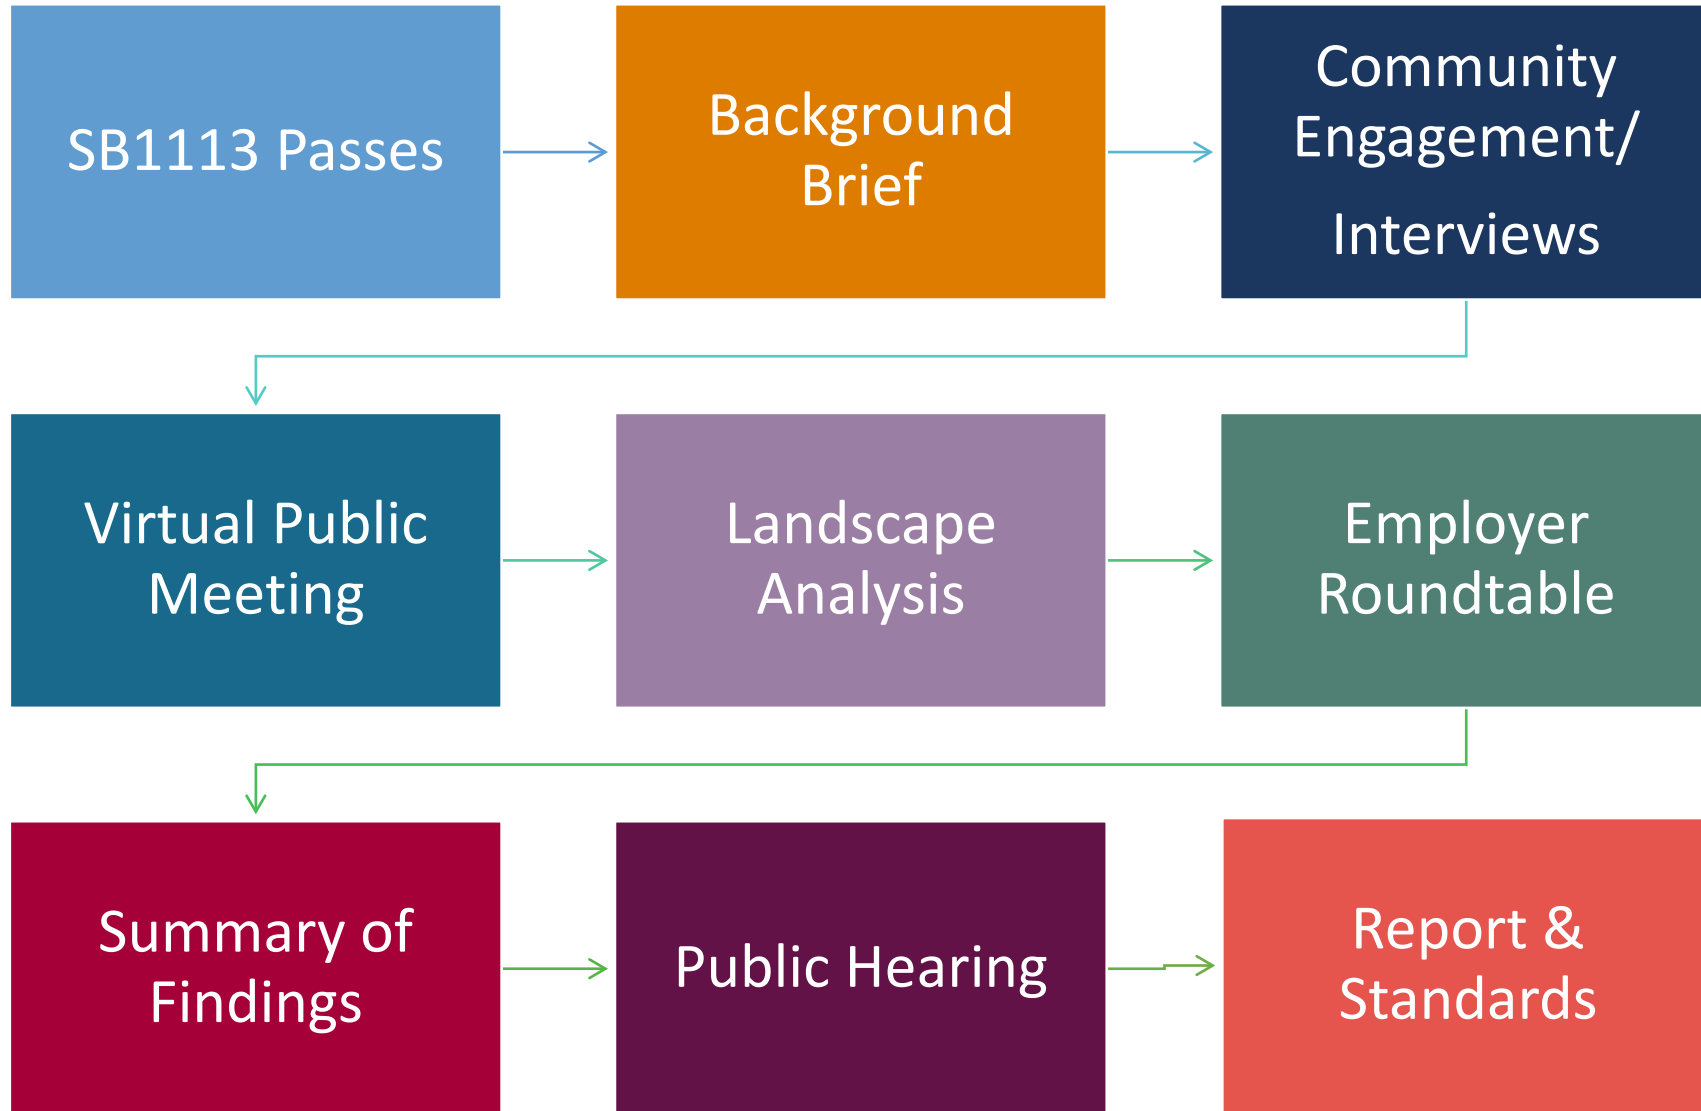 SB1113 Passes
Background
Brief
Community
Engagement/
Interviews
Virtual Public
Meeting
Landscape
Analysis
Employer
Roundtable
Summary of
Findings
Public Hearing
Report &
Standards